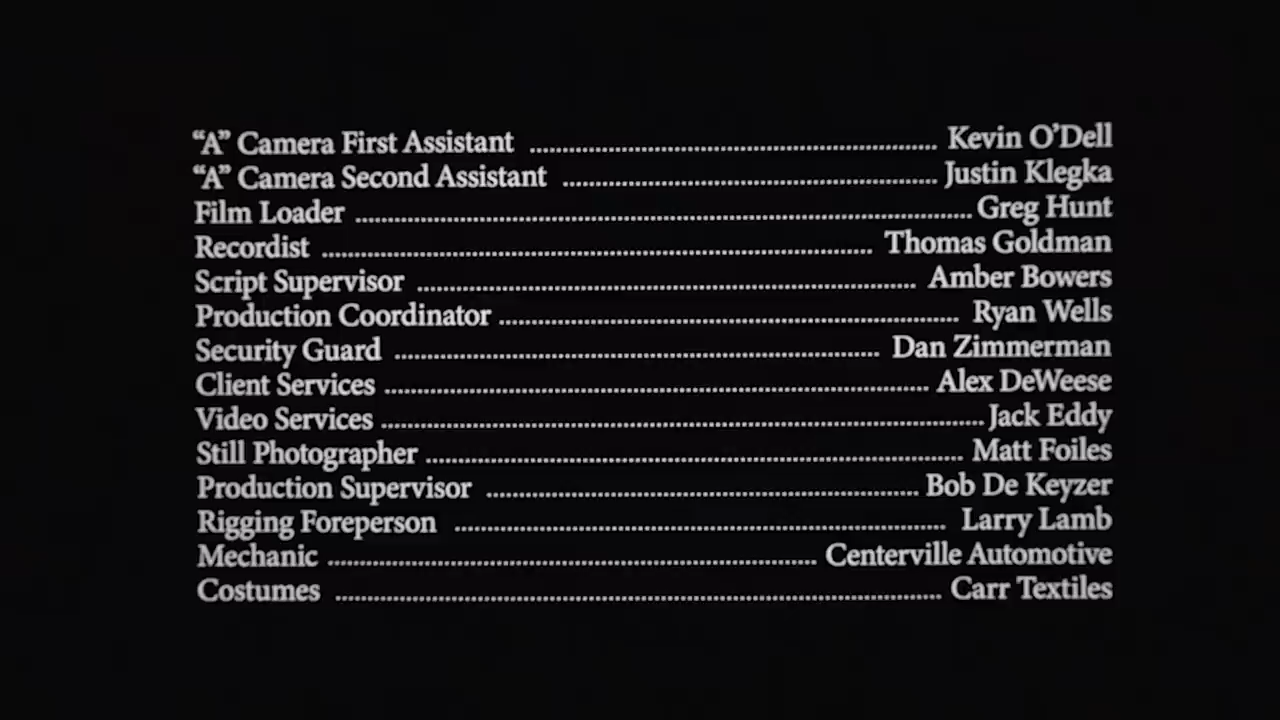 “A” Camera First Assistant ........................................ Kevin O’Dell
“A” Camera Second Assistant ........................................ Justin Klegka
Film Loader ........................................ Greg Hunt
Recordist ........................................ Thomas Goldman
Script Supervisor ........................................ Amber Bowers
Production Coordinator ........................................ Ryan Wells
Security Guard ........................................ Dan Zimmerman
Client Services ........................................ Alex DeWeese
Video Services ........................................ Jack Eddy
Still Photographer ........................................ Matt Foiles
Production Supervisor ........................................ Bob De Keyzer
Rigging Foreperson ........................................ Larry Lamb
Mechanic ........................................ Centerville Automotive
Costumes ........................................ Carr Textiles